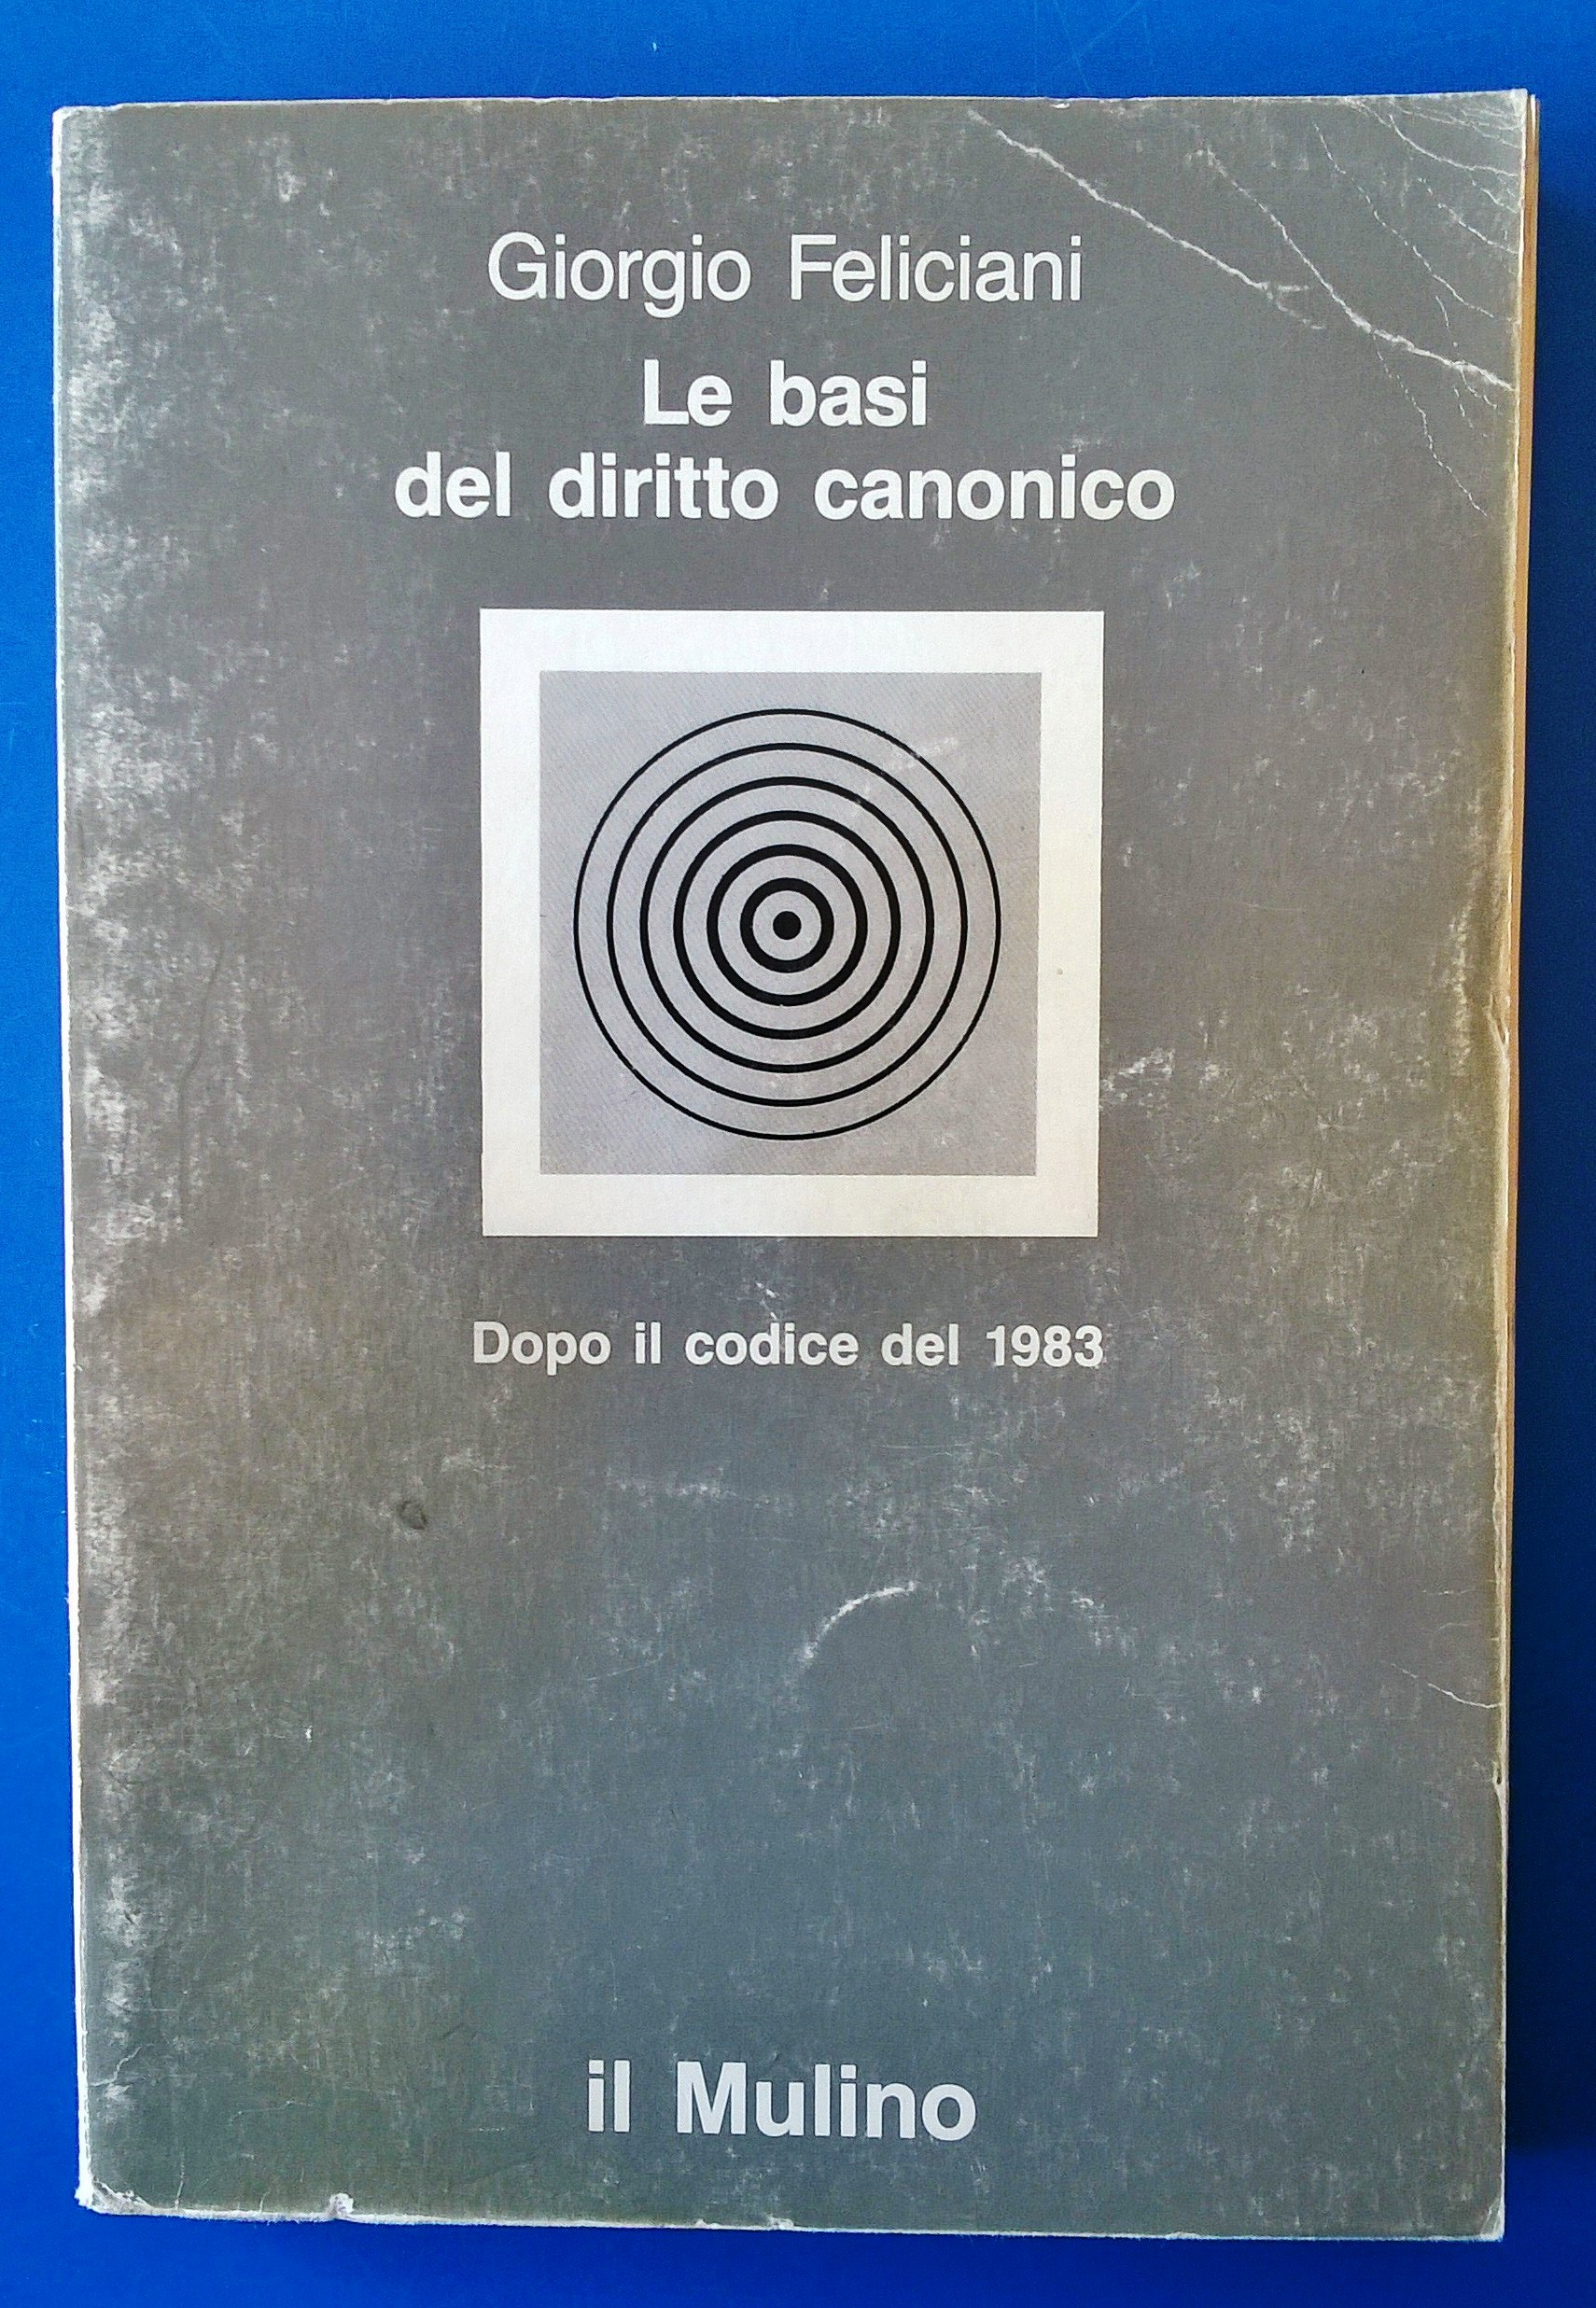 Giorgio Feliciani
Le basi
del diritto canonico
Dopo il codice del 1983
il Mulino